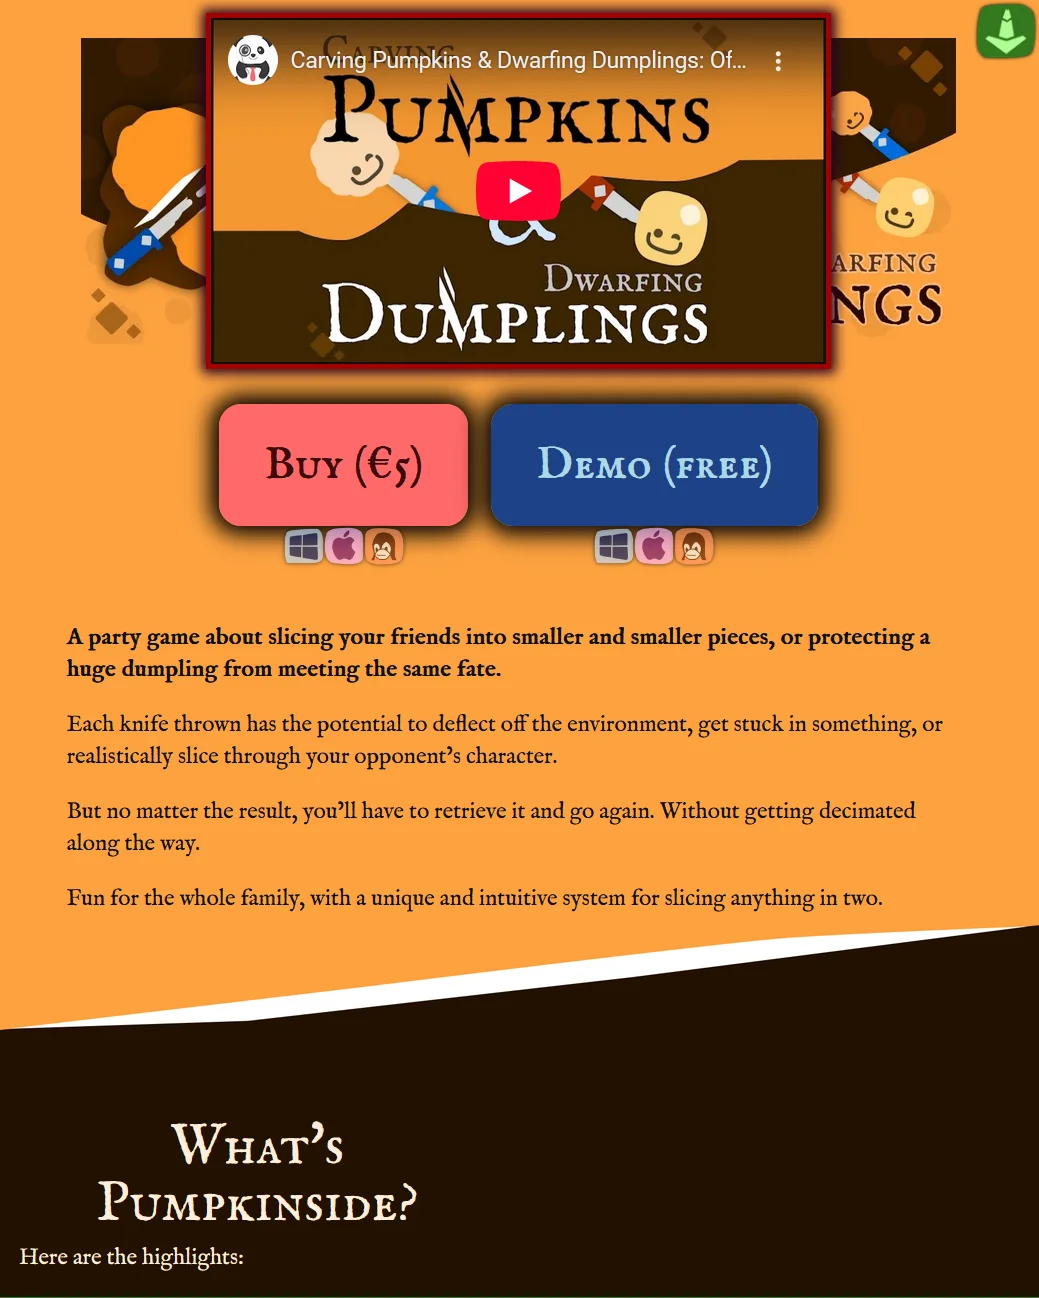 Carving
Carving Pumpkins & Dwarfing Dumplings: Of...
Pumpkins
&
Dwarfing
Dumplings
arfing
ngs
Buy (€5)
Demo (free)
A party game about slicing your friends into smaller and smaller pieces, or protecting a
huge dumpling from meeting the same fate.
Each knife thrown has the potential to deflect off the environment, get stuck in something, or
realistically slice through your opponent’s character.
But no matter the result, you’ll have to retrieve it and go again. Without getting decimated
along the way.
Fun for the whole family, with a unique and intuitive system for slicing anything in two.
What’s
Pumpkinside?
Here are the highlights: